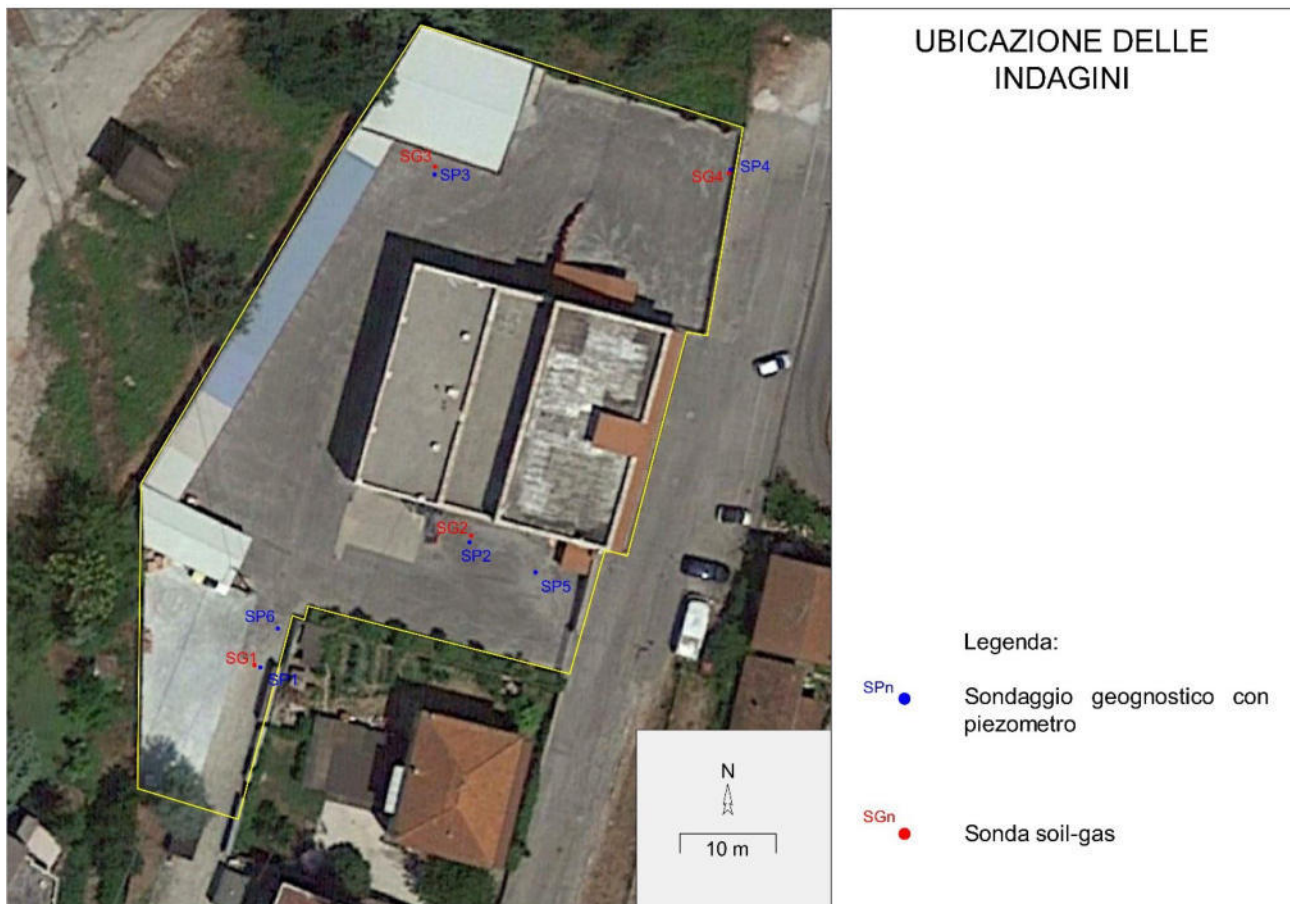 UBICAZIONE DELLE
INDAGINI
SG3
SP3
SP4
SG4
SG2
SP2
SP5
SP6
SG1
SP1
N
10 m
Legenda:
SPn
Sondaggio geognostico con
piezometro
SGn
Sonda soil-gas